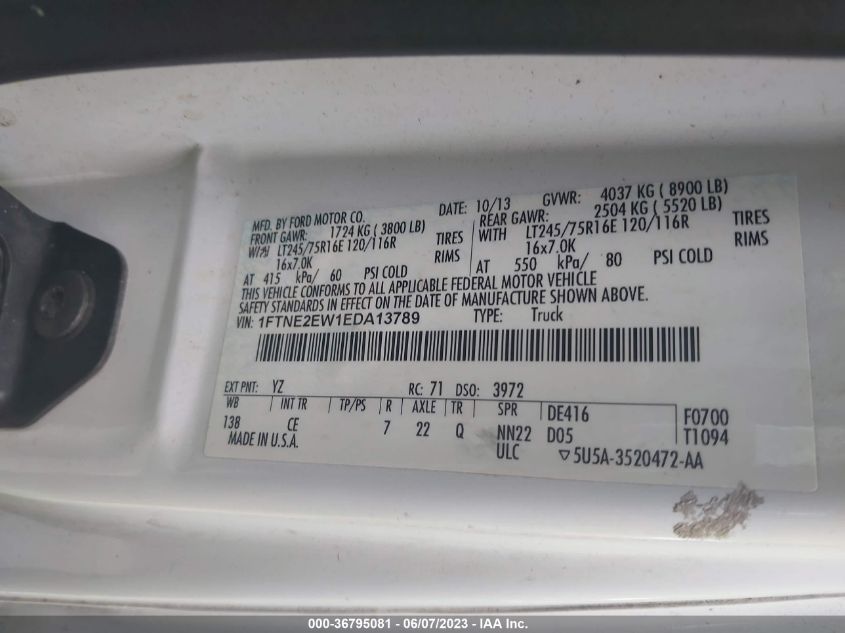 MFD. BY FORD MOTOR CO.
DATE: 10/13 GVWR: 4037 KG ( 8900 LB)
FRONT GAWR: 1724 KG ( 3800 LB) REAR GAWR: 2504 KG ( 5520 LB)
LT245/75R16E 120/116R TIRES WITH LT245/75R16E 120/116R TIRES
16x7.0K RIMS 16x7.0K RIMS
AT 415 kPa/ 60 PSI COLD AT 550 kPa/ 80 PSI COLD
THIS VEHICLE CONFORMS TO ALL APPLICABLE FEDERAL MOTOR VEHICLE
SAFETY STANDARDS IN EFFECT ON THE DATE OF MANUFACTURE SHOWN ABOVE.
VIN: 1FTNE2EW1EDA13789 TYPE: Truck
EXT PNT: YZ RC: 71 DSO: 3972
WB INT TR TP/PS R AXLE TR SPR DE416 F0700
138 CE 7 22 Q NN22 D05 T1094
MADE IN U.S.A. ULC ▽5U5A-3520472-AA
000-36795081 - 06/07/2023 - IAA Inc.